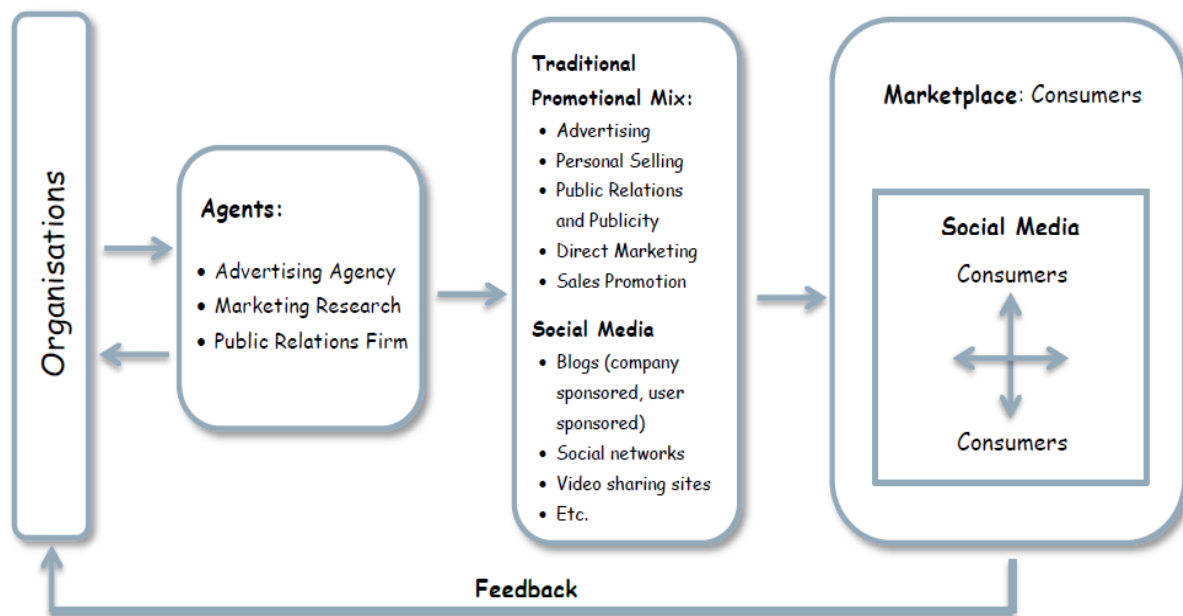 Organisations
Agents:
• Advertising Agency
• Marketing Research
• Public Relations Firm
Traditional
Promotional Mix:
• Advertising
• Personal Selling
• Public Relations
and Publicity
• Direct Marketing
• Sales Promotion
Social Media
• Blogs (company
sponsored, user
sponsored)
• Social networks
• Video sharing sites
• Etc.
Marketplace: Consumers
Social Media
Consumers
Consumers
Feedback